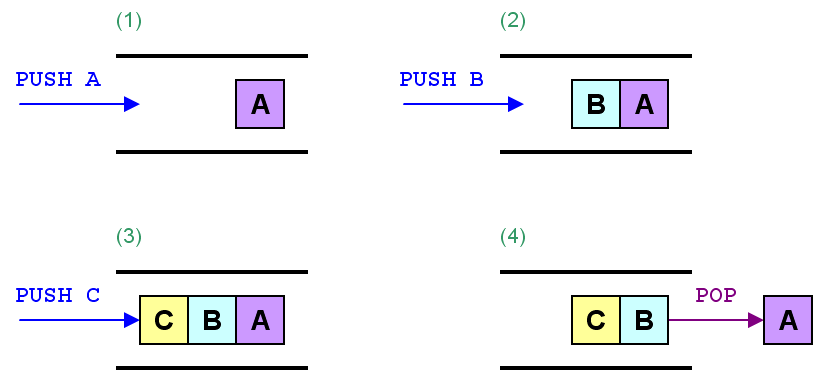 (1)
PUSH A
A
(2)
PUSH B
B A
(3)
PUSH C
C B A
(4)
C B
POP
A